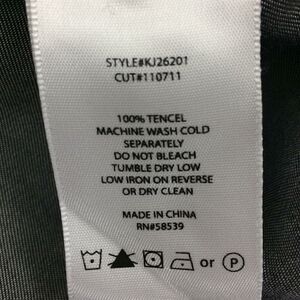 STYLE#KJ26201
CUT#110711
100% TENCEL
MACHINE WASH COLD
SEPARATELY
DO NOT BLEACH
TUMBLE DRY LOW
LOW IRON ON REVERSE
OR DRY CLEAN
MADE IN CHINA
RN#58539
or P